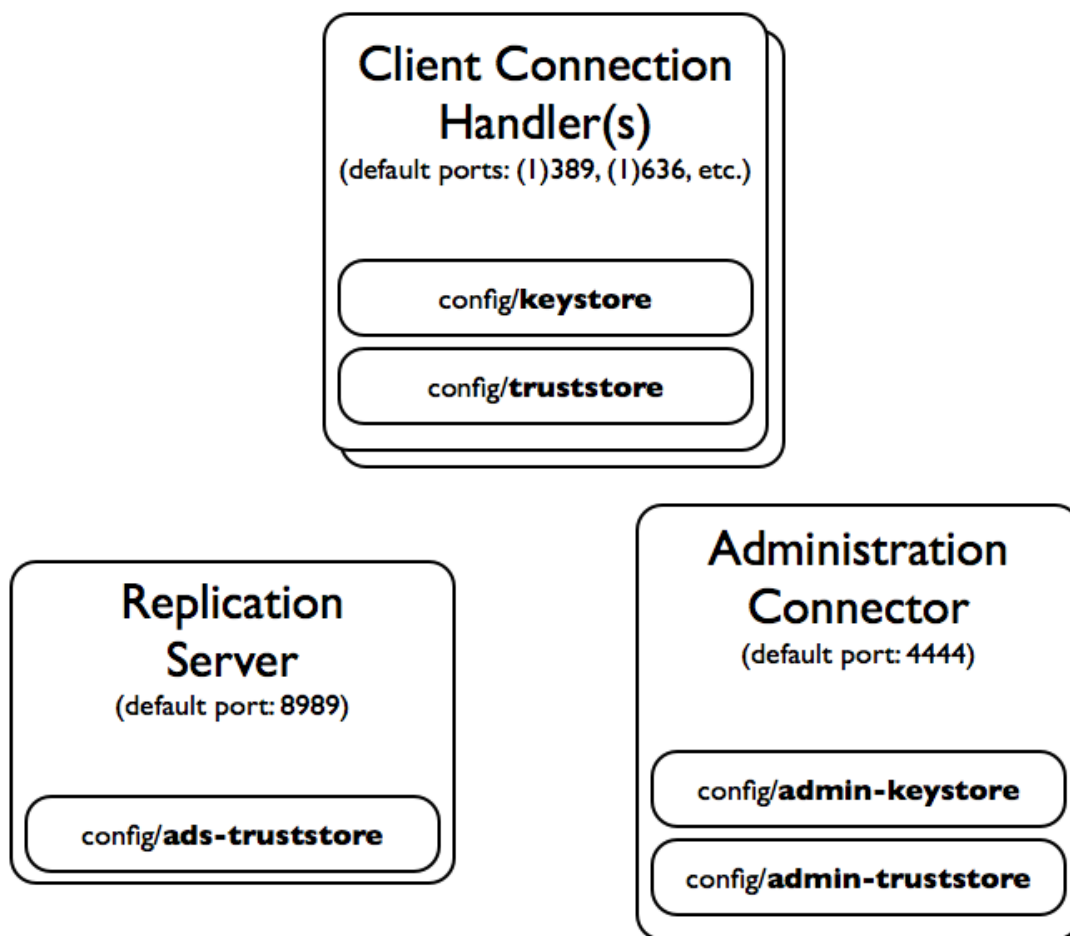 Client Connection
Handler(s)
(default ports: (1)389, (1)636, etc.)
config/keystore
config/truststore
Replication
Server
(default port: 8989)
config/ads-truststore
Administration
Connector
(default port: 4444)
config/admin-keystore
config/admin-truststore